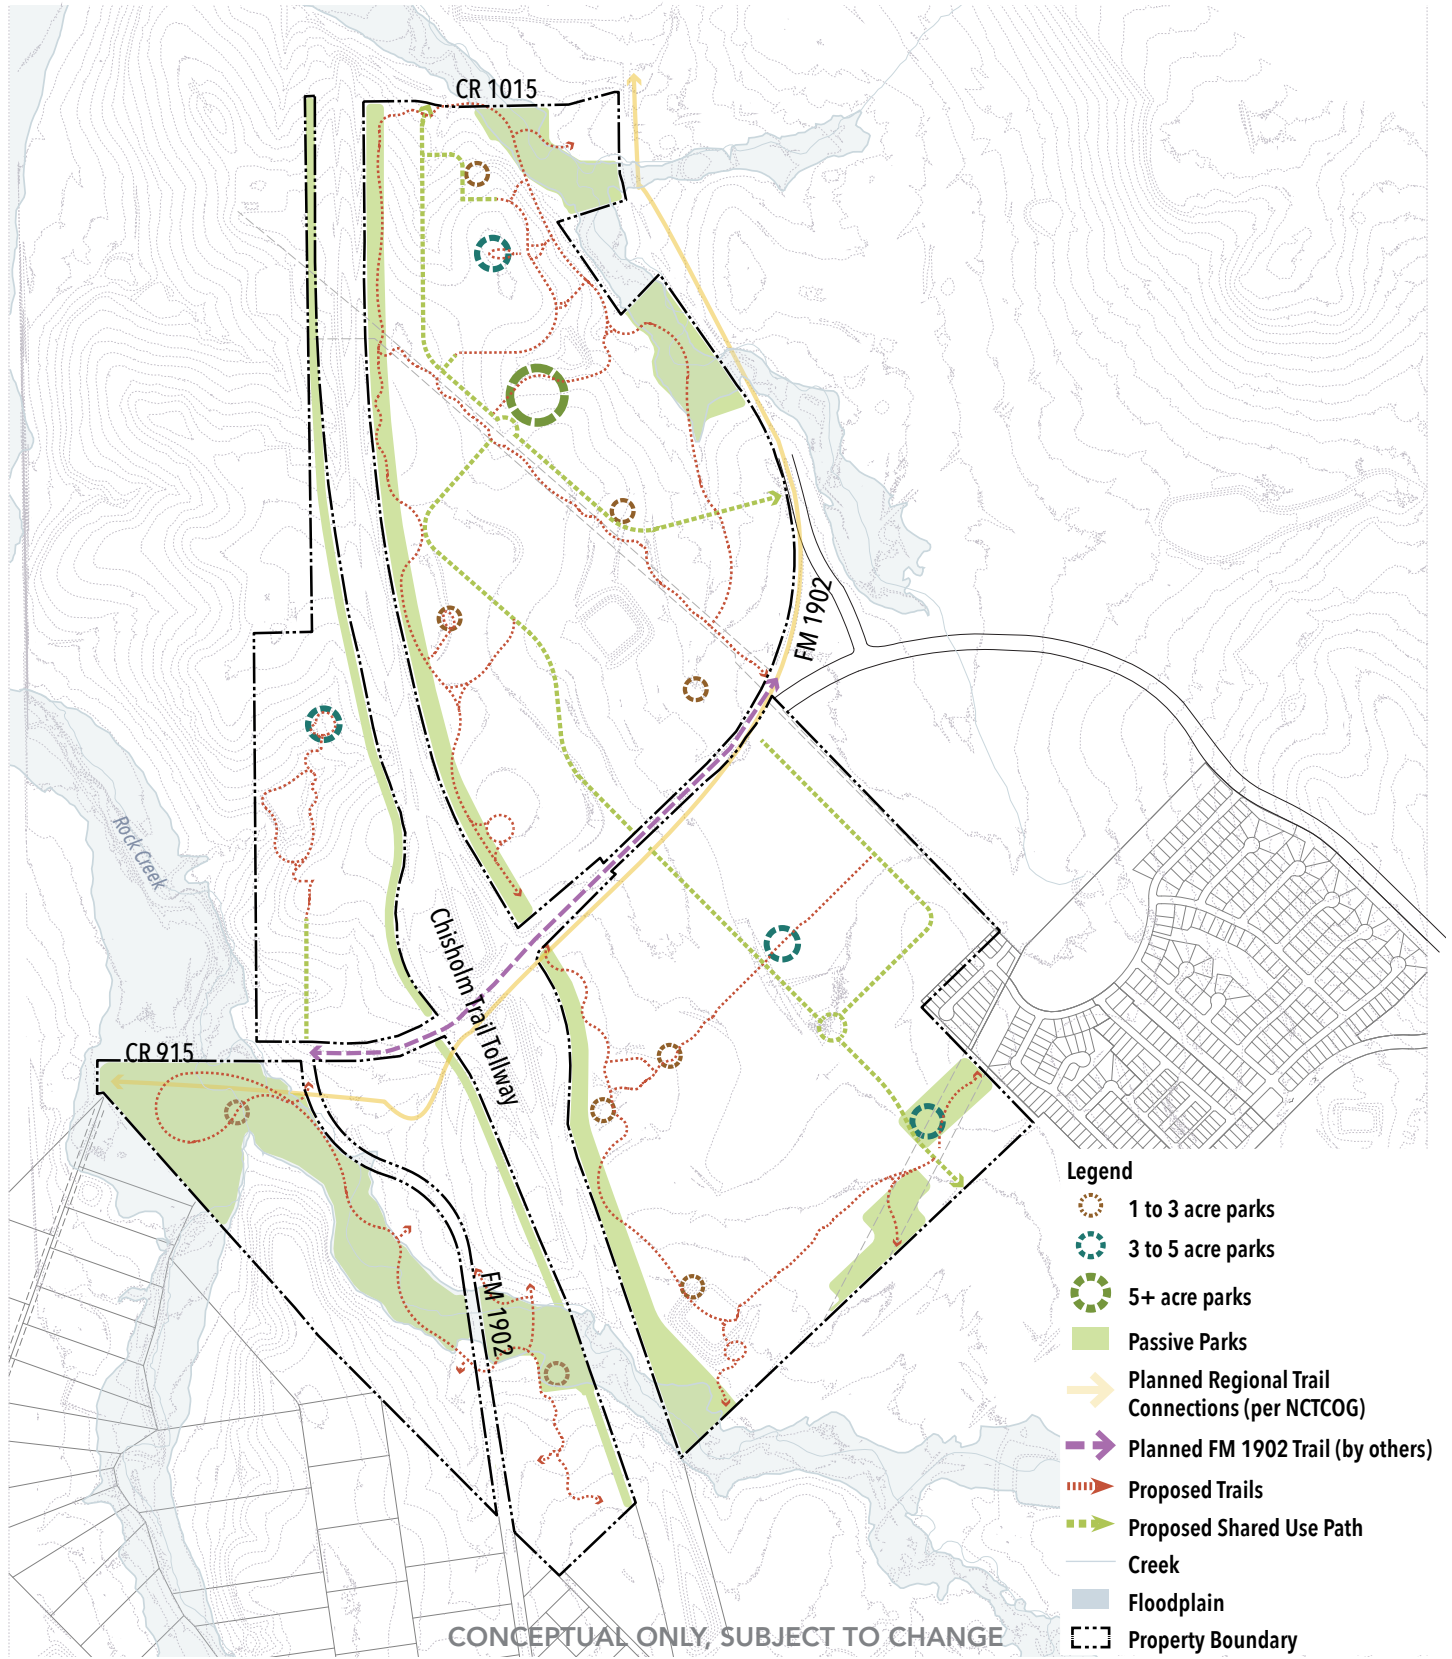 CR 1015
FM 1902
Rock Creek
Chisholm Trail Tollway
CR 915
FM 1902
Legend
1 to 3 acre parks
3 to 5 acre parks
5+ acre parks
Passive Parks
Planned Regional Trail
Connections (per NCTCOG)
Planned FM 1902 Trail (by others)
Proposed Trails
Proposed Shared Use Path
Creek
Floodplain
Property Boundary
CONCEPTUAL ONLY, SUBJECT TO CHANGE